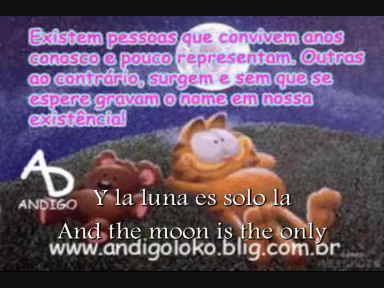 Existem pessoas que convivem anos
conosco e pouco representam. Outras
ao contrário, surgem e sem que se
espere gravam o nome em nossa
existência!
AD
ANDIGO
Y la luna es solo la
And the moon is the only
www.andigoloko.blig.com.br